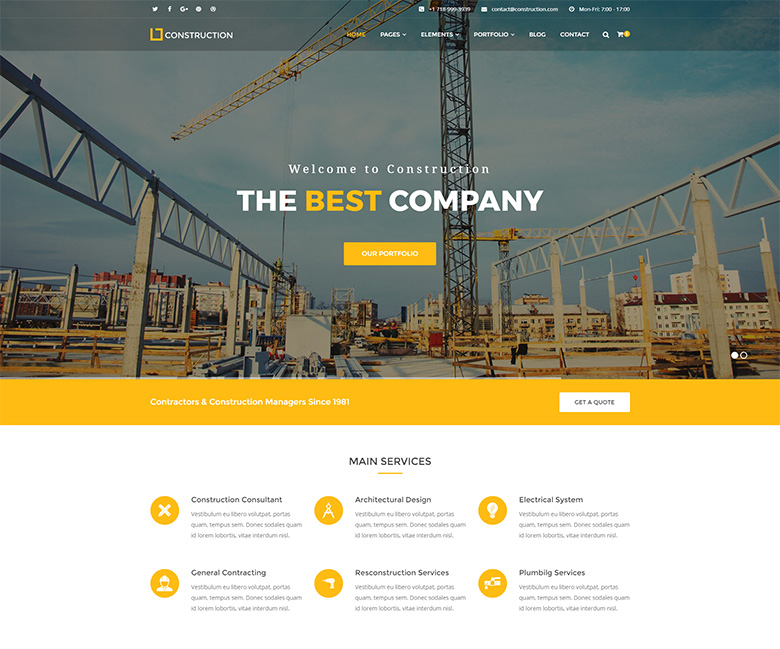 +1 718-999-3939 contact@construction.com Mon-Fri: 7:00 - 17:00
CONSTRUCTION HOME PAGES ELEMENTS PORTFOLIO BLOG CONTACT
Welcome to Construction
THE BEST COMPANY
OUR PORTFOLIO
Contractors & Construction Managers Since 1981
GET A QUOTE
MAIN SERVICES
Construction Consultant
Vestibulum eu libero volutpat, portas
quam, tempus sem. Donec sodales quam
id lorem lobortis, vitae interdum nisl.
Architectural Design
Vestibulum eu libero volutpat, portas
quam, tempus sem. Donec sodales quam
id lorem lobortis, vitae interdum nisl.
Electrical System
Vestibulum eu libero volutpat, portas
quam, tempus sem. Donec sodales quam
id lorem lobortis, vitae interdum nisl.
General Contracting
Vestibulum eu libero volutpat, portas
quam, tempus sem. Donec sodales quam
id lorem lobortis, vitae interdum nisl.
Resconstruction Services
Vestibulum eu libero volutpat, portas
quam, tempus sem. Donec sodales quam
id lorem lobortis, vitae interdum nisl.
Plumbilg Services
Vestibulum eu libero volutpat, portas
quam, tempus sem. Donec sodales quam
id lorem lobortis, vitae interdum nisl.